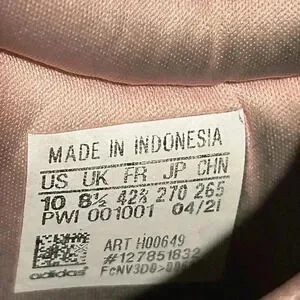 MADE IN INDONESIA
US UK FR JP CHN
10 8½ 42⅔ 270 265
PWI 001001 04/21
ART H00649
#127851832
adidas